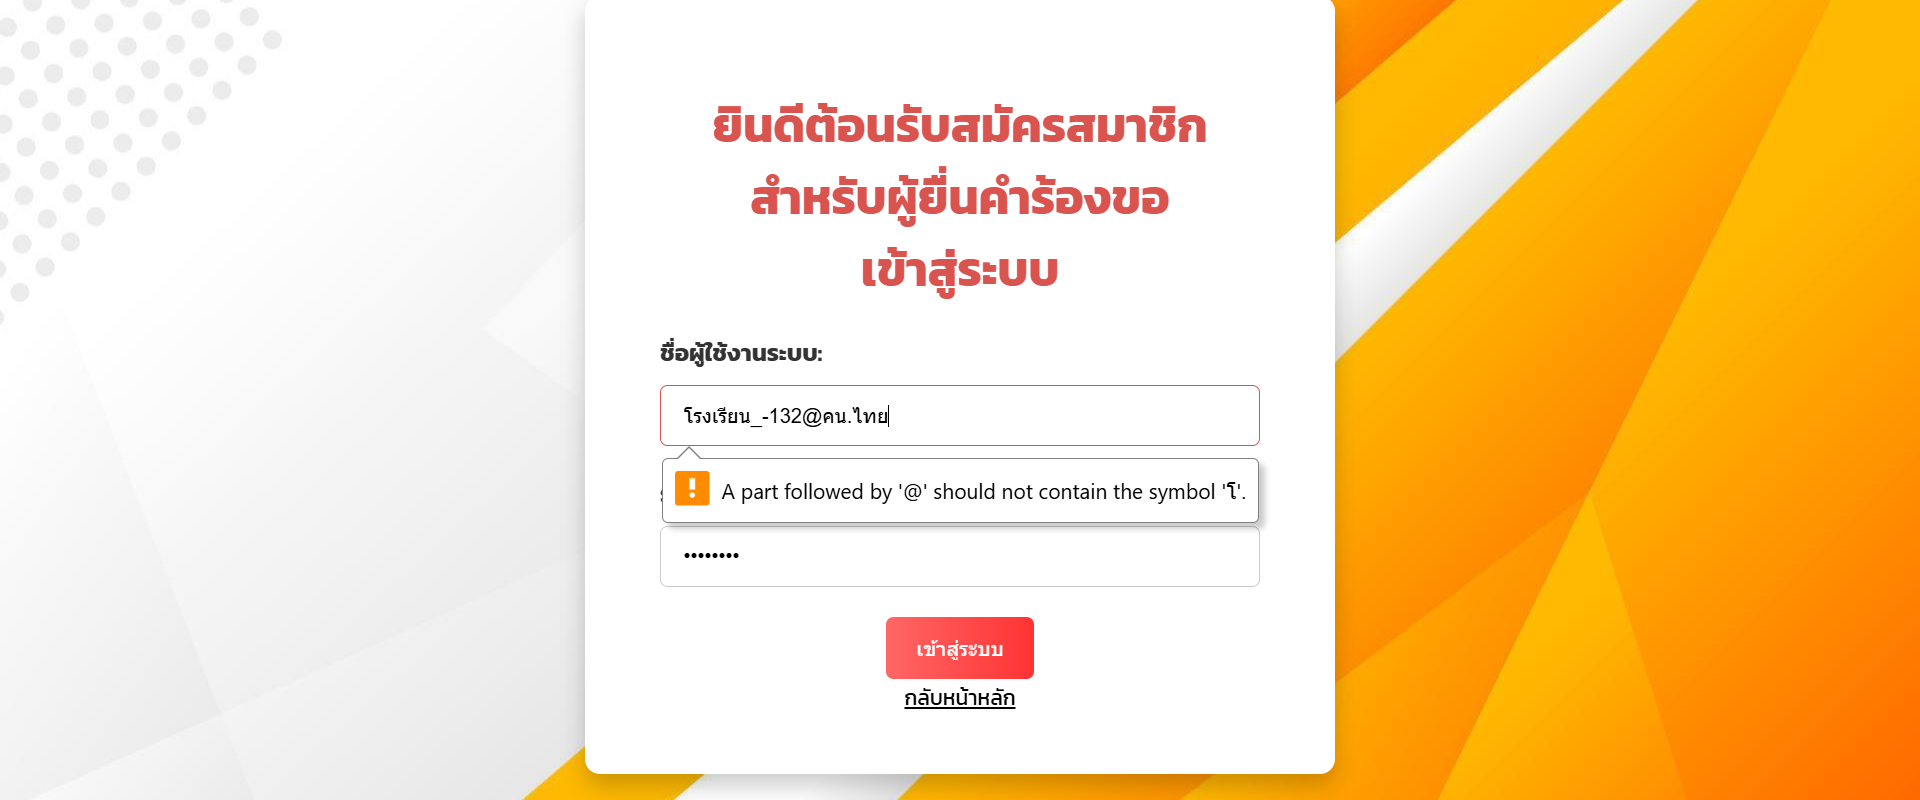 ยินดีต้อนรับสมัครสมาชิก
สำหรับผู้ยื่นคำร้องขอ
เข้าสู่ระบบ
ชื่อผู้ใช้งานระบบ:
โรงเรียน_-132@คน.ไทย
A part followed by '@' should not contain the symbol 'โ'.
••••••••
เข้าสู่ระบบ
กลับหน้าหลัก